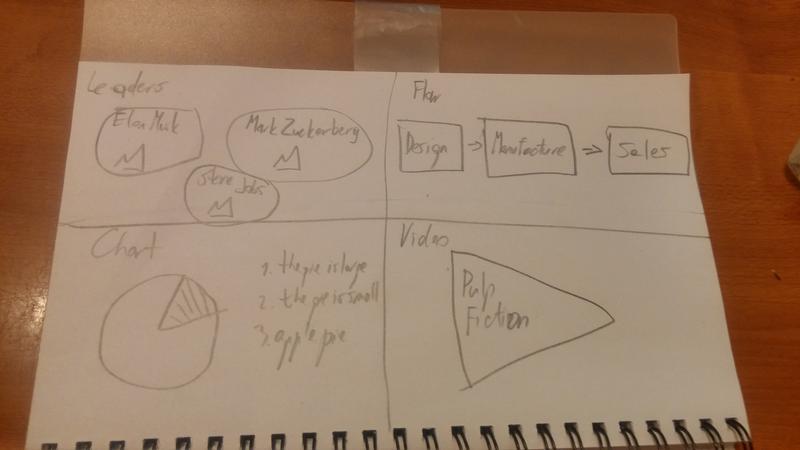 Leaders
Elon Musk
Mark Zuckerberg
Steve Jobs
Flow
Design
Manufacture
Sales
Chart
1. the pie is large
2. the pie is small
3. apple pie
Video
Pulp
Fiction